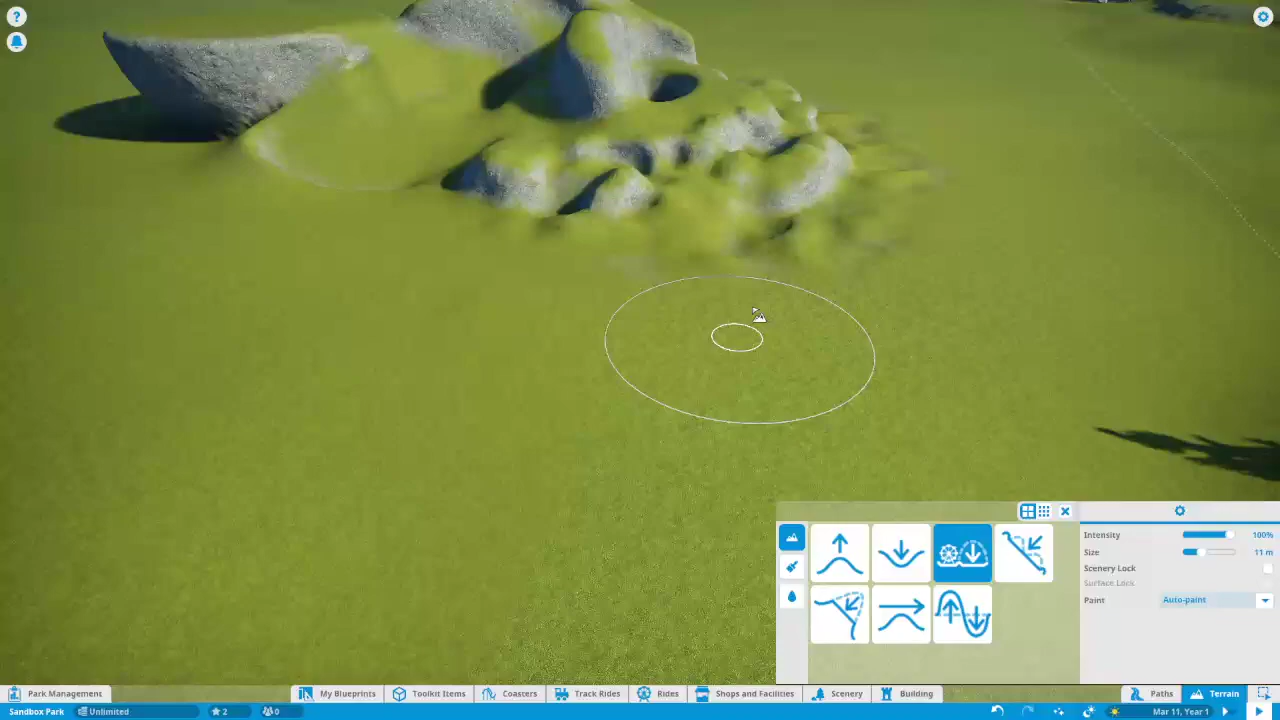 ?
Intensity 100%
Size 11 m
Scenery Lock
Surface Lock
Paint Auto-paint
Park Management My Blueprints Toolkit Items Coasters Track Rides Rides Shops and Facilities Scenery Building Paths Terrain
Sandbox Park Unlimited 2 0 Mar 11, Year 1